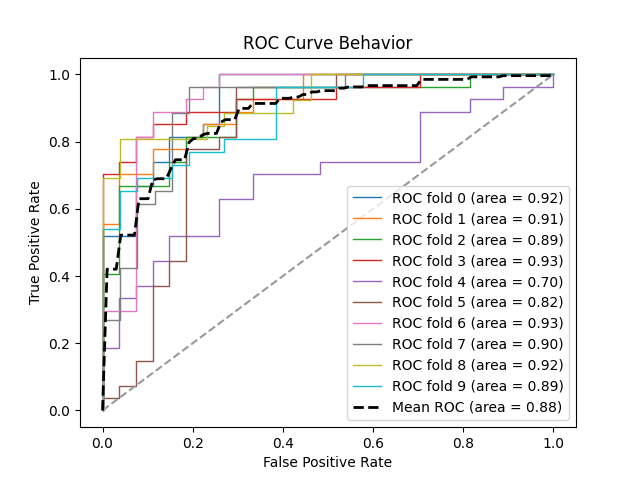 ROC Curve Behavior
True Positive Rate
1.0
0.8
0.6
0.4
0.2
0.0
ROC fold 0 (area = 0.92)
ROC fold 1 (area = 0.91)
ROC fold 2 (area = 0.89)
ROC fold 3 (area = 0.93)
ROC fold 4 (area = 0.70)
ROC fold 5 (area = 0.82)
ROC fold 6 (area = 0.93)
ROC fold 7 (area = 0.90)
ROC fold 8 (area = 0.92)
ROC fold 9 (area = 0.89)
Mean ROC (area = 0.88)
0.0 0.2 0.4 0.6 0.8 1.0
False Positive Rate